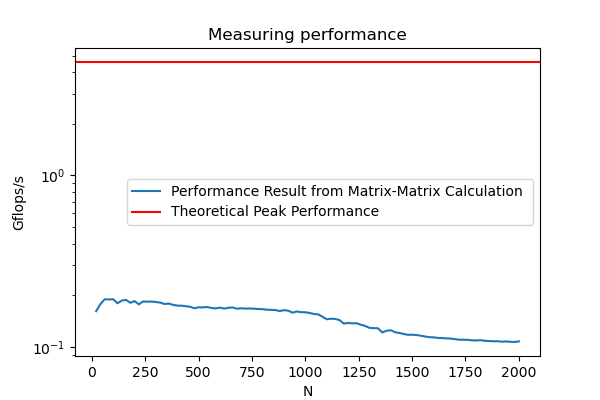 Measuring performance
Gflops/s
10⁰
10⁻¹
Performance Result from Matrix-Matrix Calculation
Theoretical Peak Performance
0 250 500 750 1000 1250 1500 1750 2000
N